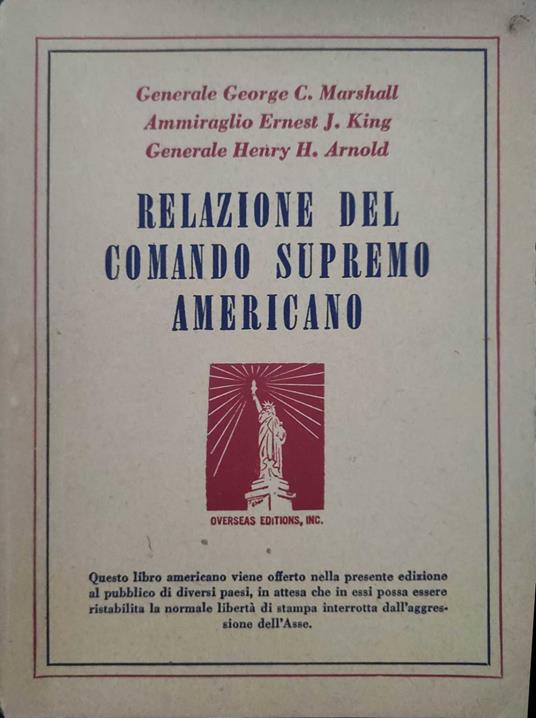 Generale George C. Marshall
Ammiraglio Ernest J. King
Generale Henry H. Arnold
RELAZIONE DEL
COMANDO SUPREMO
AMERICANO
OVERSEAS EDITIONS, INC.
Questo libro americano viene offerto nella presente edizione
al pubblico di diversi paesi, in attesa che in essi possa essere
ristabilita la normale libertà di stampa interrotta dall'aggres-
sione dell'Asse.